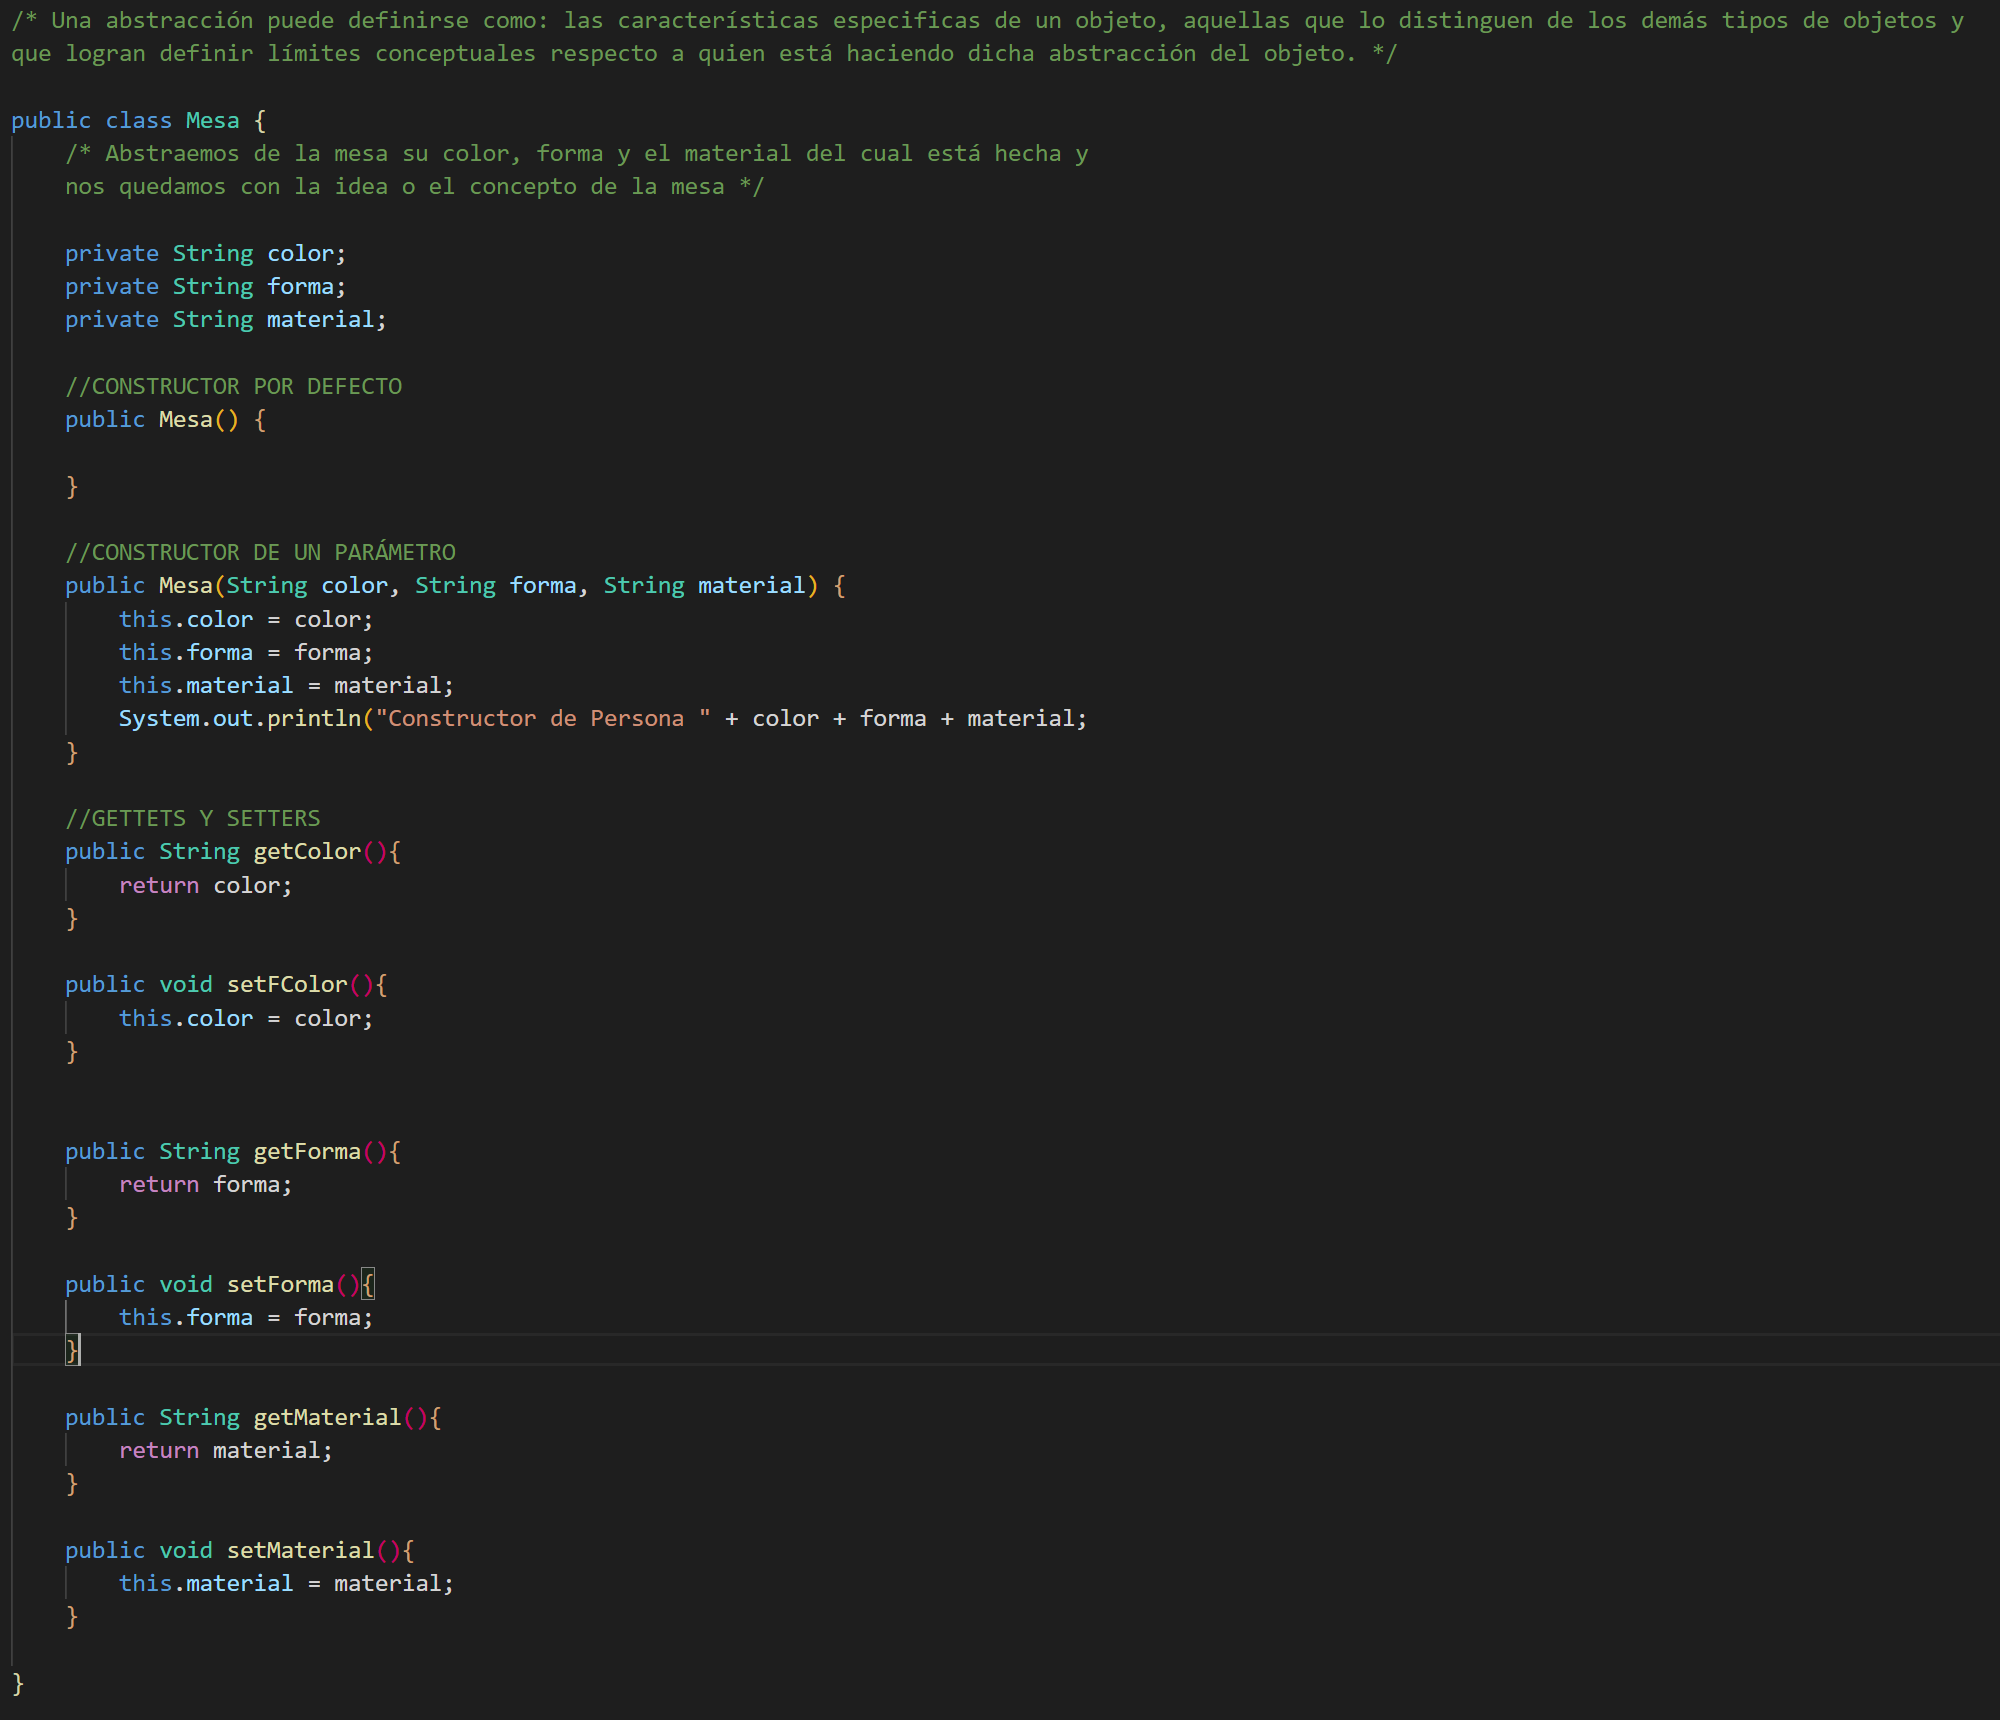 /* Una abstracción puede definirse como: las características especificas de un objeto, aquellas que lo distinguen de los demás tipos de objetos y
que logran definir límites conceptuales respecto a quien está haciendo dicha abstracción del objeto. */
public class Mesa {
/* Abstraemos de la mesa su color, forma y el material del cual está hecha y
nos quedamos con la idea o el concepto de la mesa */
private String color;
private String forma;
private String material;
//CONSTRUCTOR POR DEFECTO
public Mesa() {
}
//CONSTRUCTOR DE UN PARÁMETRO
public Mesa(String color, String forma, String material) {
this.color = color;
this.forma = forma;
this.material = material;
System.out.println("Constructor de Persona " + color + forma + material;
}
//GETTETS Y SETTERS
public String getColor(){
return color;
}
public void setFColor(){
this.color = color;
}
public String getForma(){
return forma;
}
public void setForma(){
this.forma = forma;
}
public String getMaterial(){
return material;
}
public void setMaterial(){
this.material = material;
}
}